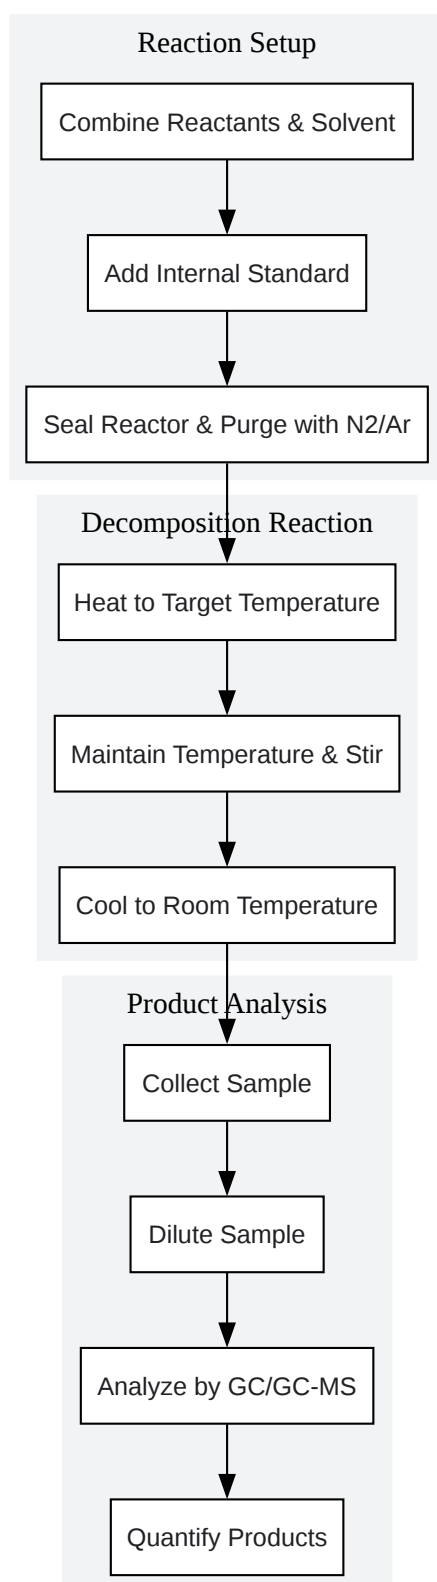 Reaction Setup
Combine Reactants & Solvent
Add Internal Standard
Seal Reactor & Purge with N2/Ar
Decomposition Reaction
Heat to Target Temperature
Maintain Temperature & Stir
Cool to Room Temperature
Product Analysis
Collect Sample
Dilute Sample
Analyze by GC/GC-MS
Quantify Products